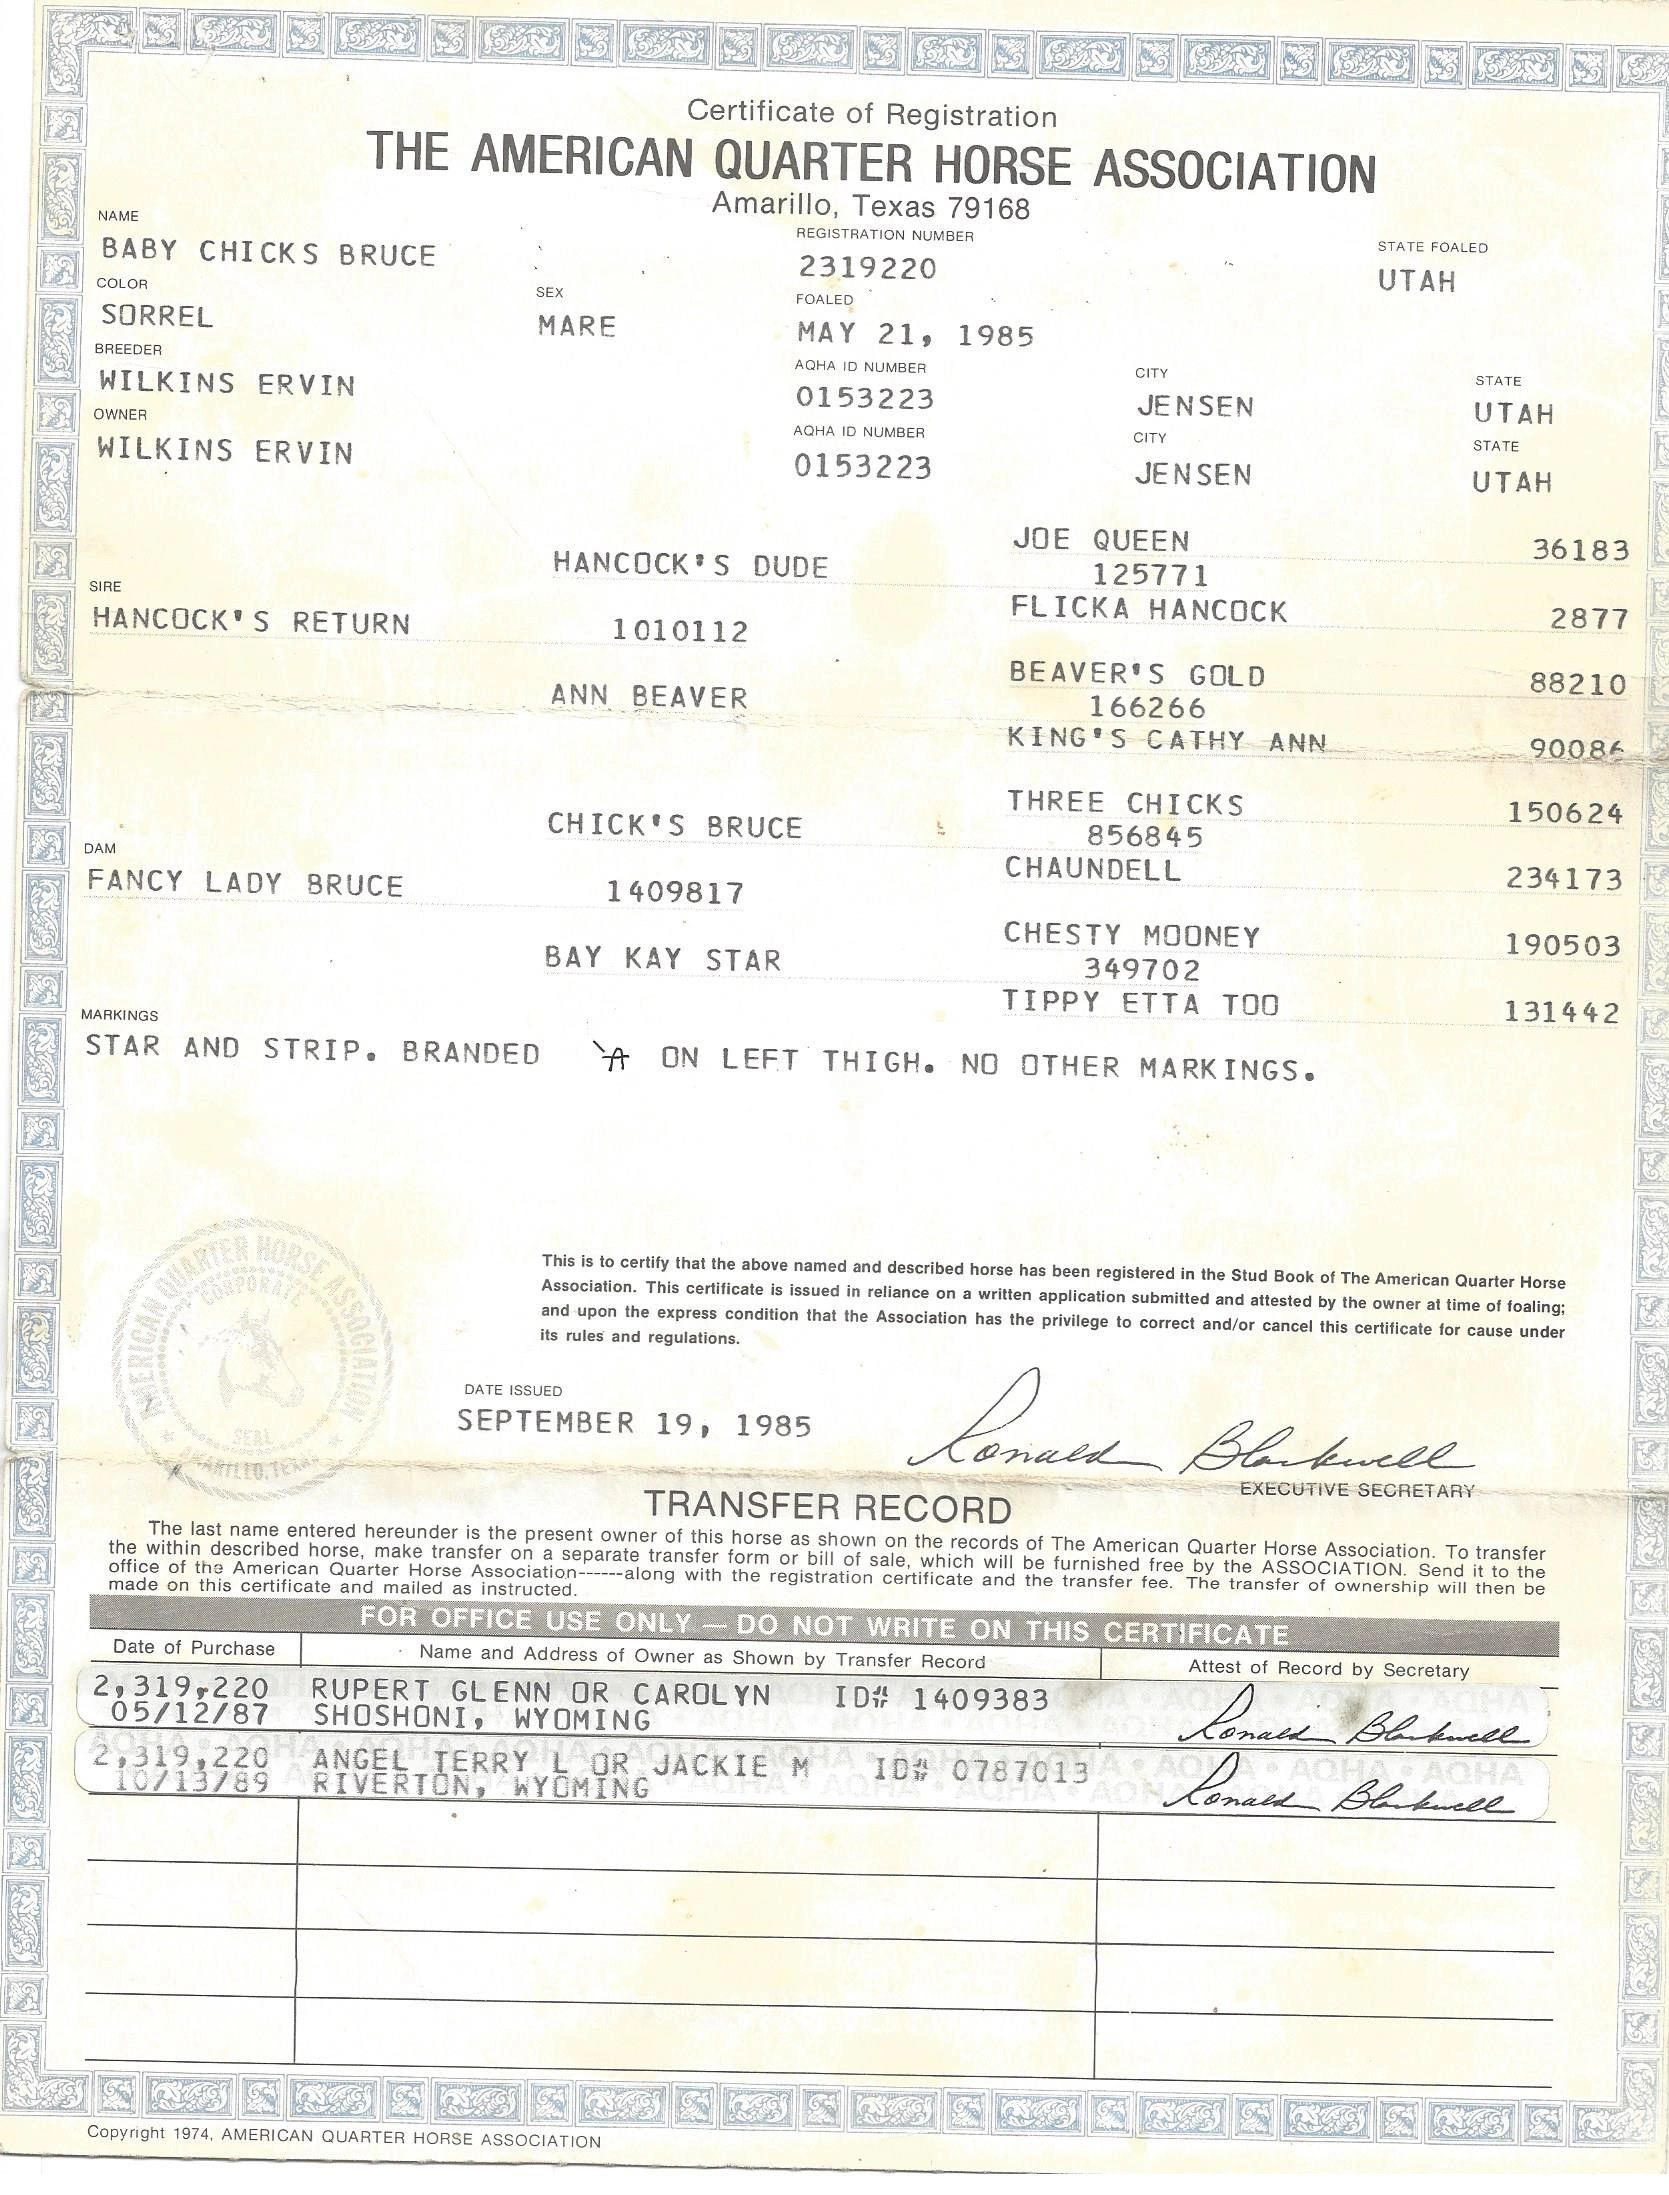 Certificate of Registration
THE AMERICAN QUARTER HORSE ASSOCIATION
Amarillo, Texas 79168
NAME
BABY CHICKS BRUCE
REGISTRATION NUMBER
2319220
STATE FOALED
UTAH
COLOR
SORREL
SEX
MARE
FOALED
MAY 21, 1985
BREEDER
WILKINS ERVIN
AQHA ID NUMBER
0153223
CITY
JENSEN
STATE
UTAH
OWNER
WILKINS ERVIN
AQHA ID NUMBER
0153223
CITY
JENSEN
STATE
UTAH
JOE QUEEN 36183
HANCOCK'S DUDE 125771
SIRE
FLICKA HANCOCK 2877
HANCOCK'S RETURN 1010112
BEAVER'S GOLD 88210
ANN BEAVER 166266
KING'S CATHY ANN 90086
THREE CHICKS 150624
CHICK'S BRUCE 856845
DAM
CHAUNDELL 234173
FANCY LADY BRUCE 1409817
CHESTY MOONEY 190503
BAY KAY STAR 349702
TIPPY ETTA TOO 131442
MARKINGS
STAR AND STRIP. BRANDED \A ON LEFT THIGH. NO OTHER MARKINGS.
AMERICAN QUARTER HORSE ASSOCIATION
CORPORATE
SEAL
AMARILLO, TEXAS
This is to certify that the above named and described horse has been registered in the Stud Book of The American Quarter Horse
Association. This certificate is issued in reliance on a written application submitted and attested by the owner at time of foaling;
and upon the express condition that the Association has the privilege to correct and/or cancel this certificate for cause under
its rules and regulations.
DATE ISSUED
SEPTEMBER 19, 1985
Ronald Blackwell
EXECUTIVE SECRETARY
TRANSFER RECORD
The last name entered hereunder is the present owner of this horse as shown on the records of The American Quarter Horse Association. To transfer
the within described horse, make transfer on a separate transfer form or bill of sale, which will be furnished free by the ASSOCIATION. Send it to the
office of the American Quarter Horse Association------along with the registration certificate and the transfer fee. The transfer of ownership will then be
made on this certificate and mailed as instructed.
FOR OFFICE USE ONLY — DO NOT WRITE ON THIS CERTIFICATE
Date of Purchase Name and Address of Owner as Shown by Transfer Record Attest of Record by Secretary
2,319,220 RUPERT GLENN OR CAROLYN ID# 1409383
05/12/87 SHOSHONI, WYOMING Ronald Blackwell
2,319,220 ANGEL TERRY L OR JACKIE M ID# 0787013
10/13/89 RIVERTON, WYOMING Ronald Blackwell
Copyright 1974, AMERICAN QUARTER HORSE ASSOCIATION